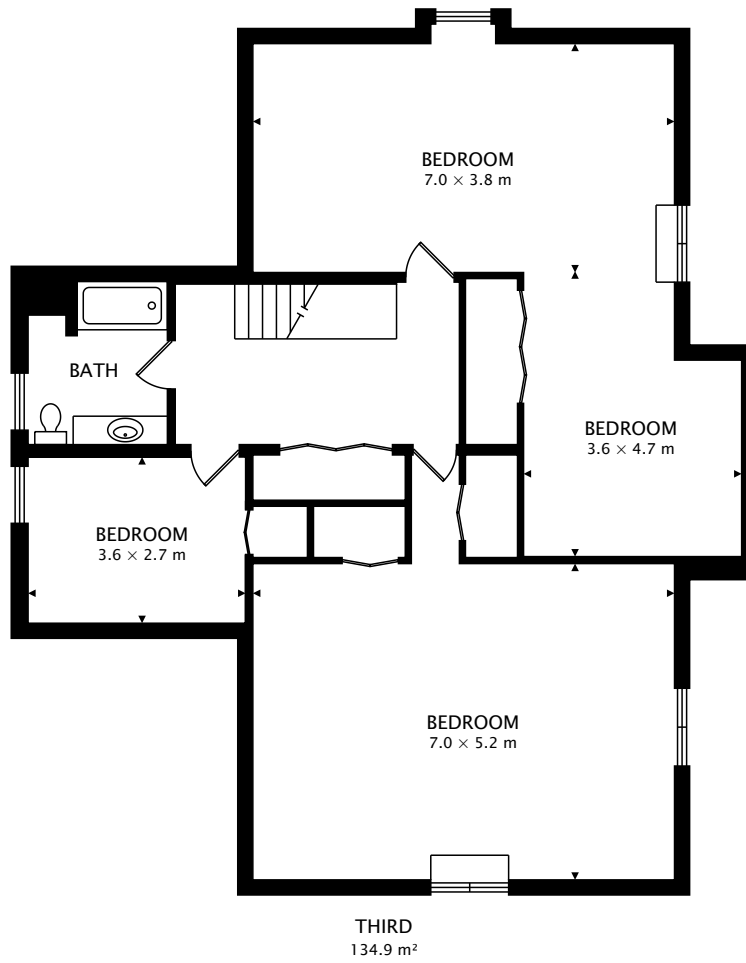 BEDROOM
7.0 × 3.8 m
BATH
BEDROOM
3.6 × 4.7 m
BEDROOM
3.6 × 2.7 m
BEDROOM
7.0 × 5.2 m
THIRD
134.9 m²